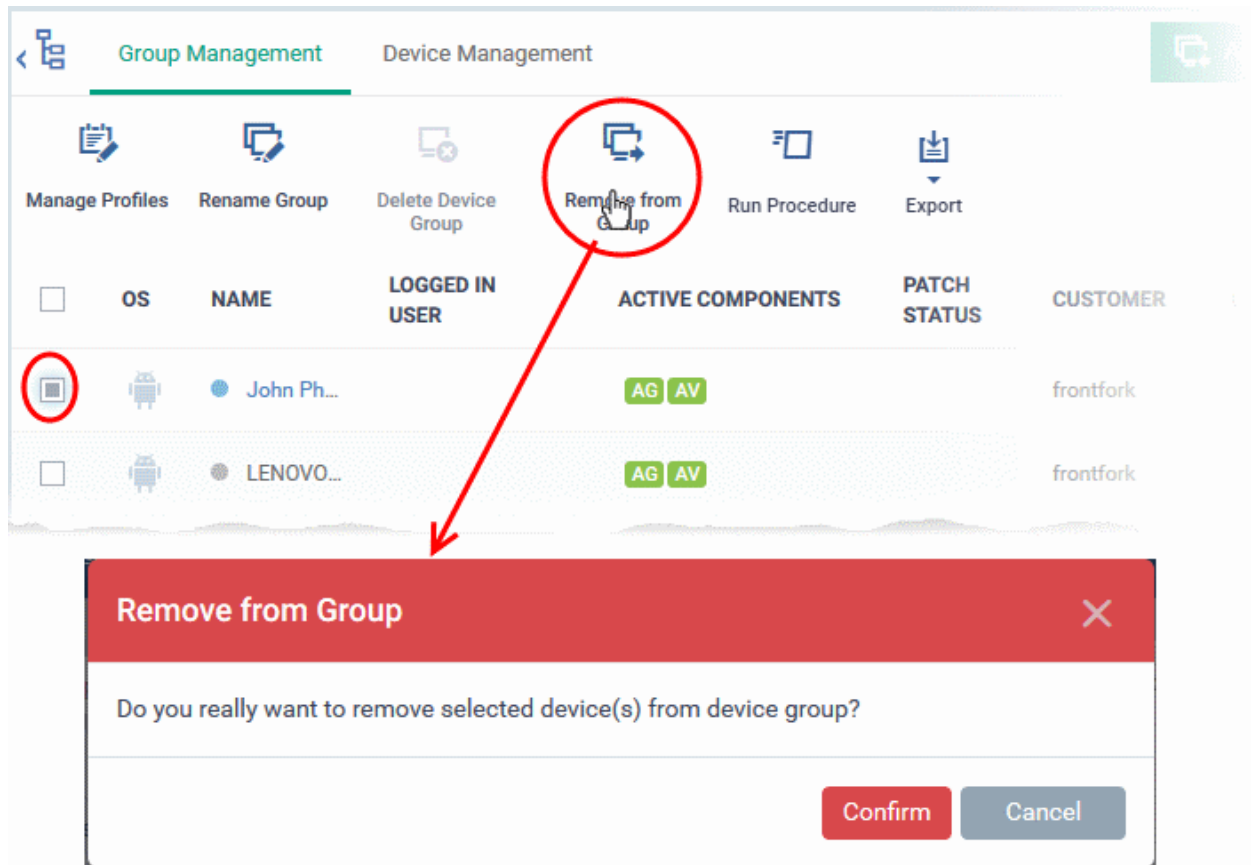 Group Management Device Management
Manage Profiles Rename Group Delete Device Group Remove from Group Run Procedure Export
OS NAME LOGGED IN USER ACTIVE COMPONENTS PATCH STATUS CUSTOMER
John Ph... AG AV frontfork
LENOVO... AG AV frontfork
Remove from Group
Do you really want to remove selected device(s) from device group?
Confirm Cancel